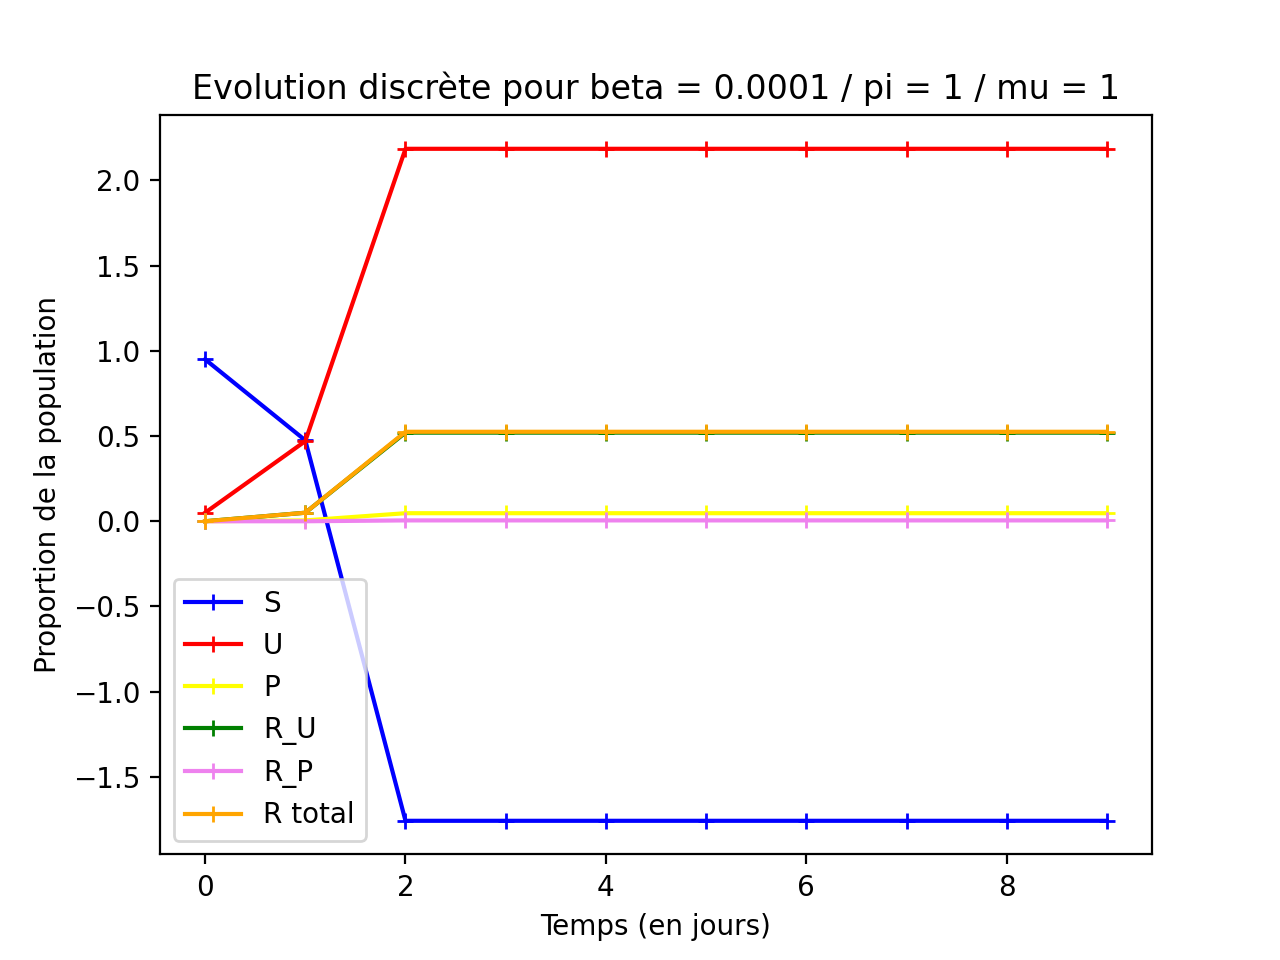 Evolution discrète pour beta = 0.0001 / pi = 1 / mu = 1
Proportion de la population
2.0
1.5
1.0
0.5
0.0
−0.5
−1.0
−1.5
S
U
P
R_U
R_P
R total
0 2 4 6 8
Temps (en jours)